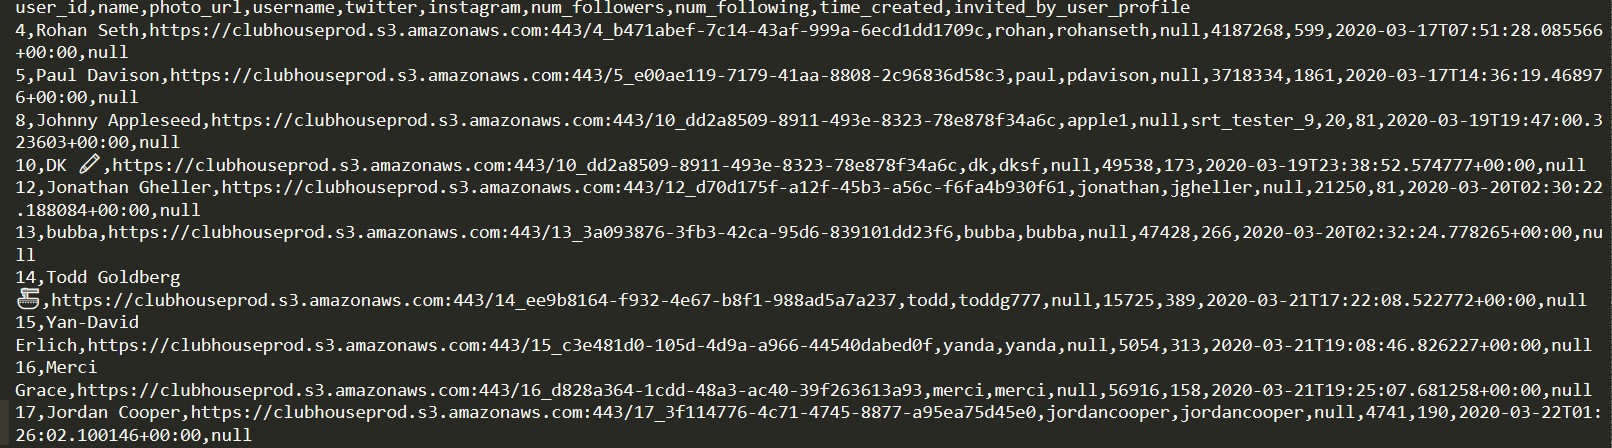 user_id,name,photo_url,username,twitter,instagram,num_followers,num_following,time_created,invited_by_user_profile
4,Rohan Seth,https://clubhouseprod.s3.amazonaws.com:443/4_b471abef-7c14-43af-999a-6ecd1dd1709c,rohan,rohanseth,null,4187268,599,2020-03-17T07:51:28.085566
+00:00,null
5,Paul Davison,https://clubhouseprod.s3.amazonaws.com:443/5_e00ae119-7179-41aa-8808-2c96836d58c3,paul,pdavison,null,3718334,1861,2020-03-17T14:36:19.46897
6+00:00,null
8,Johnny Appleseed,https://clubhouseprod.s3.amazonaws.com:443/10_dd2a8509-8911-493e-8323-78e878f34a6c,apple1,null,srt_tester_9,20,81,2020-03-19T19:47:00.3
23603+00:00,null
10,DK 🖊,https://clubhouseprod.s3.amazonaws.com:443/10_dd2a8509-8911-493e-8323-78e878f34a6c,dk,dksf,null,49538,173,2020-03-19T23:38:52.574777+00:00,null
12,Jonathan Gheller,https://clubhouseprod.s3.amazonaws.com:443/12_d70d175f-a12f-45b3-a56c-f6fa4b930f61,jonathan,jgheller,null,21250,81,2020-03-20T02:30:22
.188084+00:00,null
13,bubba,https://clubhouseprod.s3.amazonaws.com:443/13_3a093876-3fb3-42ca-95d6-839101dd23f6,bubba,bubba,null,47428,266,2020-03-20T02:32:24.778265+00:00,nu
ll
14,Todd Goldberg
🛁,https://clubhouseprod.s3.amazonaws.com:443/14_ee9b8164-f932-4e67-b8f1-988ad5a7a237,todd,toddg777,null,15725,389,2020-03-21T17:22:08.522772+00:00,null
15,Yan-David
Erlich,https://clubhouseprod.s3.amazonaws.com:443/15_c3e481d0-105d-4d9a-a966-44540dabed0f,yanda,yanda,null,5054,313,2020-03-21T19:08:46.826227+00:00,null
16,Merci
Grace,https://clubhouseprod.s3.amazonaws.com:443/16_d828a364-1cdd-48a3-ac40-39f263613a93,merci,merci,null,56916,158,2020-03-21T19:25:07.681258+00:00,null
17,Jordan Cooper,https://clubhouseprod.s3.amazonaws.com:443/17_3f114776-4c71-4745-8877-a95ea75d45e0,jordancooper,jordancooper,null,4741,190,2020-03-22T01:
26:02.100146+00:00,null